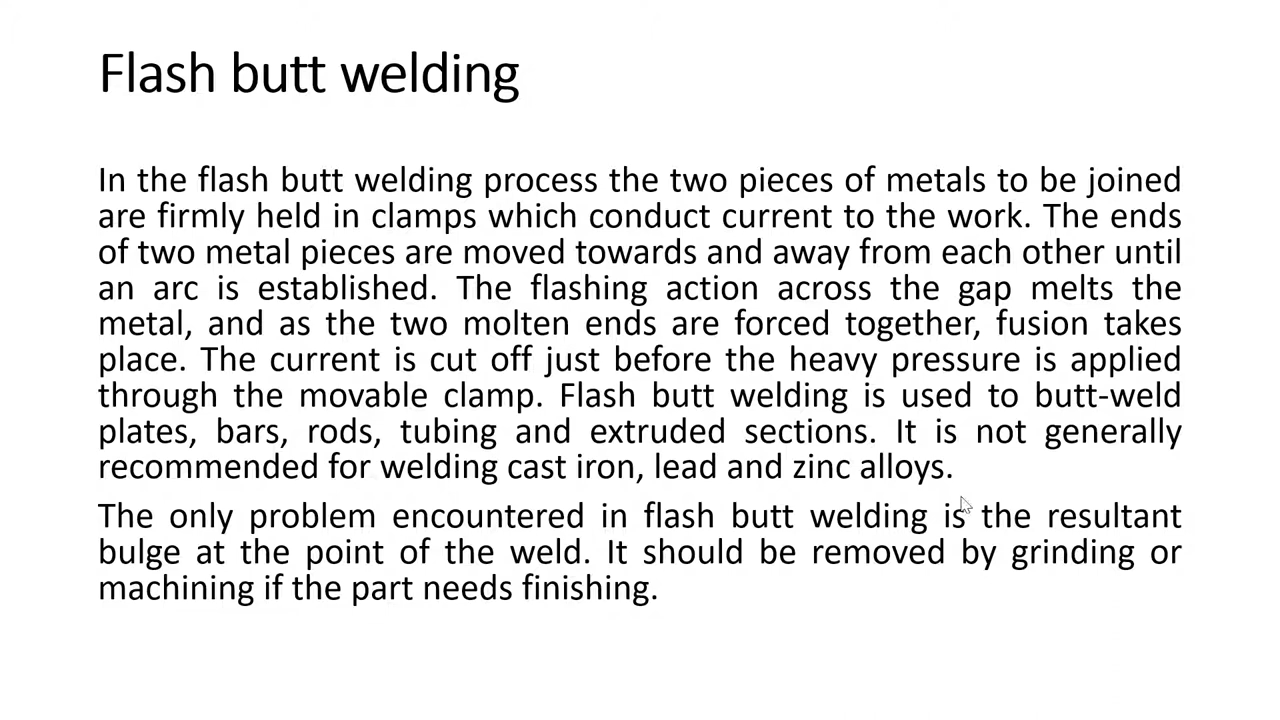 Flash butt welding
In the flash butt welding process the two pieces of metals to be joined
are firmly held in clamps which conduct current to the work. The ends
of two metal pieces are moved towards and away from each other until
an arc is established. The flashing action across the gap melts the
metal, and as the two molten ends are forced together, fusion takes
place. The current is cut off just before the heavy pressure is applied
through the movable clamp. Flash butt welding is used to butt-weld
plates, bars, rods, tubing and extruded sections. It is not generally
recommended for welding cast iron, lead and zinc alloys.
The only problem encountered in flash butt welding is the resultant
bulge at the point of the weld. It should be removed by grinding or
machining if the part needs finishing.